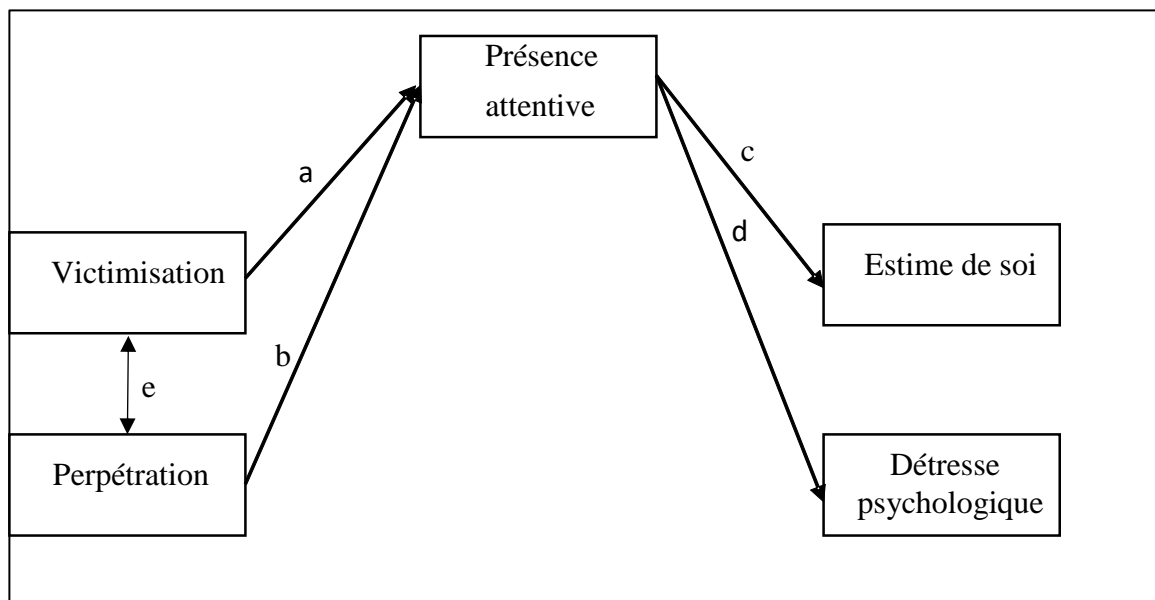 Présence
attentive
a
c
d
Victimisation
Estime de soi
b
e
Perpétration
Détresse
psychologique